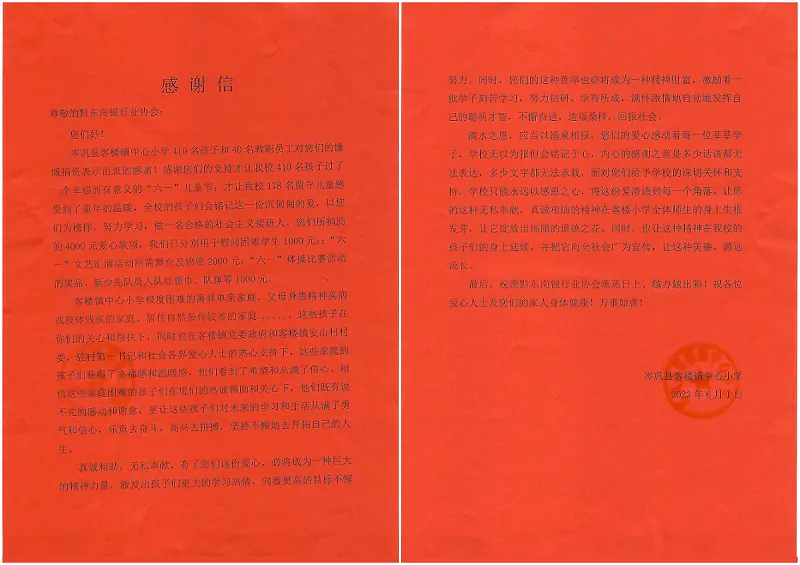 感谢信
尊敬的黔东南银行业协会：
您们好！
岑巩县客楼镇中心小学410名孩子和40名教职员工对您们的慷
慨捐资表示由衷的感谢！感谢您们的支持才让我校410名孩子过了
一个幸福而有意义的“六一”儿童节；才让我校178名留守儿童感
受到了童年的温暖，全校的孩子们会铭记这一份沉甸甸的爱，以您
们为榜样，努力学习，做一名合格的社会主义接班人。您们所捐助
的4000元爱心款项，我们已分别用于慰问困难学生1000元；：“六
一”文艺汇演活动所需舞台及音响2000元；“六一”体操比赛活动
的奖品、缺少先队员入队红领巾、队旗等1000元。
客楼镇中心小学极度困难的离异单亲家庭，父母身患精神疾病
或肢体残疾的家庭、居住自然条件较差的家庭.......这些孩子在
你们的关心和帮扶下，同时也在客楼镇党委政府和客楼镇安山村村
委，驻村第一书记和社会各界爱心人士的热心支持下，这些家庭的
孩子们获得了幸福感和温暖感，他们看到了希望和充满了信心。相
信这些家庭困难的孩子们在您们的热诚帮助和关心下，他们既有说
不完的感动和谢意，更让这些孩子们对未来的学习和生活充满了勇
气和信心，乐意去奋斗，高兴去拼搏，坚持不懈地去开拓自己的人
生。
真诚相助，无私奉献，有了您们这份爱心，必将成为一种巨大
的精神力量，激发出孩子们更大的学习热情，向着更高的目标不懈
努力。同时，您们的这种善举也必将成为一种精神财富，激励着一
批学子刻苦学习，努力钻研，学有所成，满怀激情地自觉地发挥自
己的聪明才智，不懈奋进，造福桑梓，回报社会。
滴水之恩，应当以涌泉相报。您们的爱心感动着每一位莘莘学
子，学校无以为报但会铭记于心，内心的感谢之意是多少话语都无
法表达，多少文字都无法承载，面对您们给予学校的深切关怀和支
持，学校只能永远以感恩之心，将这份爱渗透到每一个角落，让您
的这种无私奉献，真诚相助的精神在客楼小学全体师生的身上生根
发芽，让它绽放出绚丽的道德之花。同时，也让这种精神在我校的
孩子们的身上延续，并把它向全社会广为宣传，让这种美德，源远
流长。
最后，祝愿黔东南银行业协会蒸蒸日上，越办越出彩！祝各位
爱心人士及您们的家人身体健康！万事如意！
岑巩县客楼镇中心小学
2023年6月1日